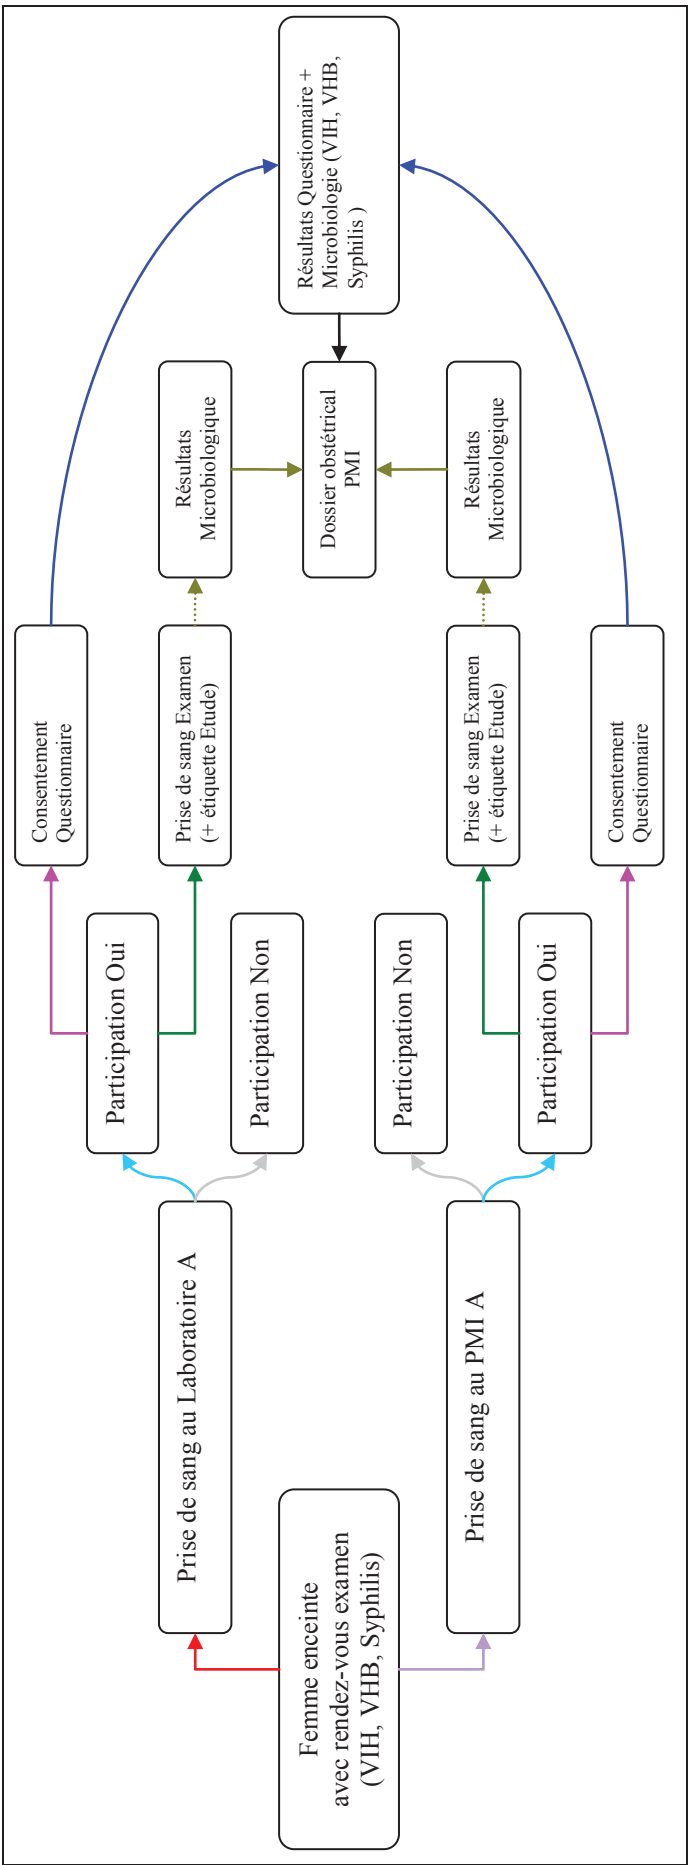 Femme enceinte
avec rendez-vous examen
(VIH, VHB, Syphilis)
Prise de sang au Laboratoire A
Prise de sang au PMI A
Participation Oui
Participation Non
Participation Non
Participation Oui
Consentement
Questionnaire
Prise de sang Examen
(+ étiquette Etude)
Prise de sang Examen
(+ étiquette Etude)
Consentement
Questionnaire
Résultats
Microbiologique
Dossier obstétrical
PMI
Résultats
Microbiologique
Résultats Questionnaire +
Microbiologie (VIH, VHB,
Syphilis )